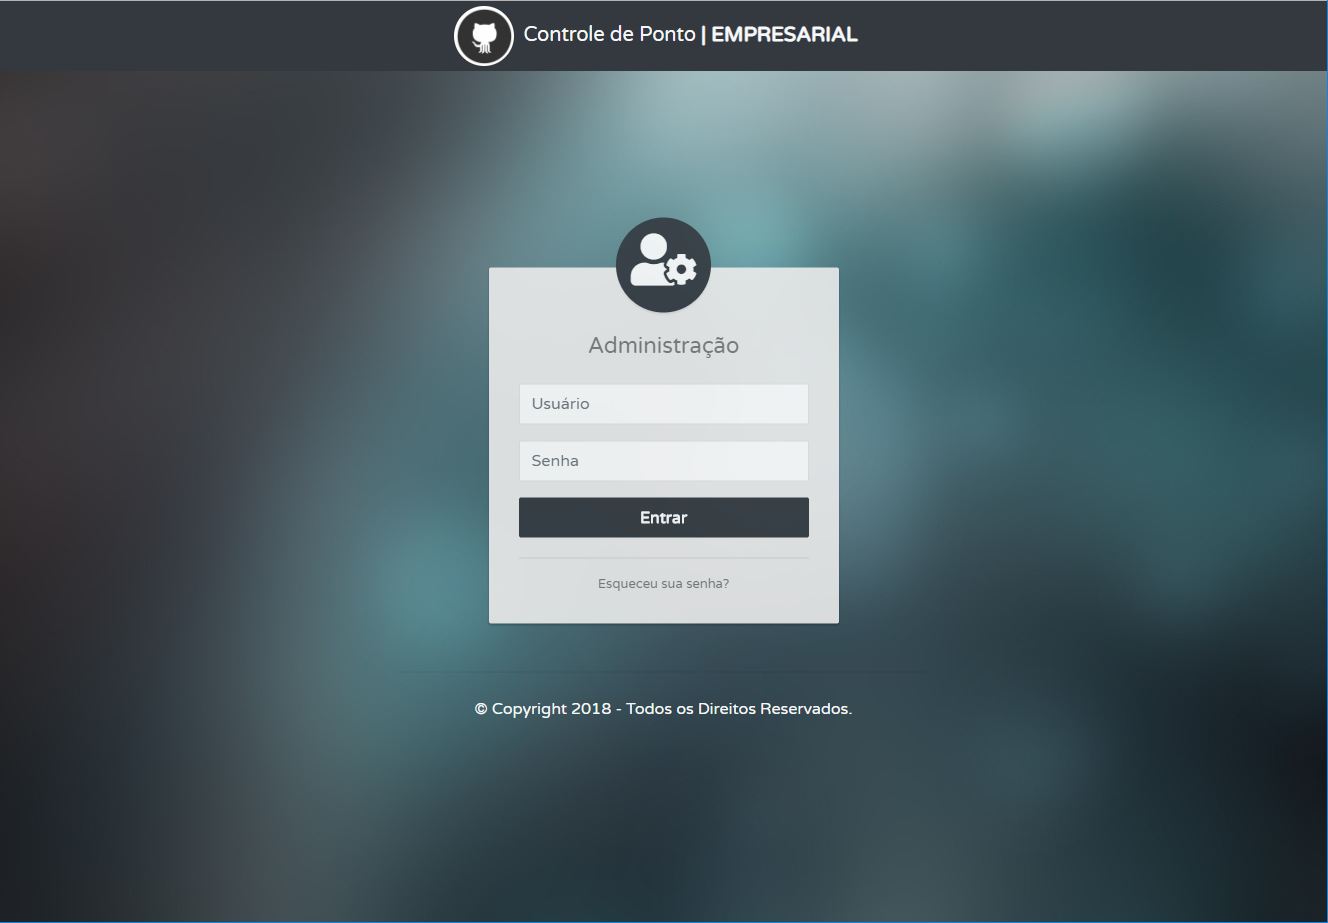 Controle de Ponto | EMPRESARIAL
Administração
Usuário
Senha
Entrar
Esqueceu sua senha?
© Copyright 2018 - Todos os Direitos Reservados.